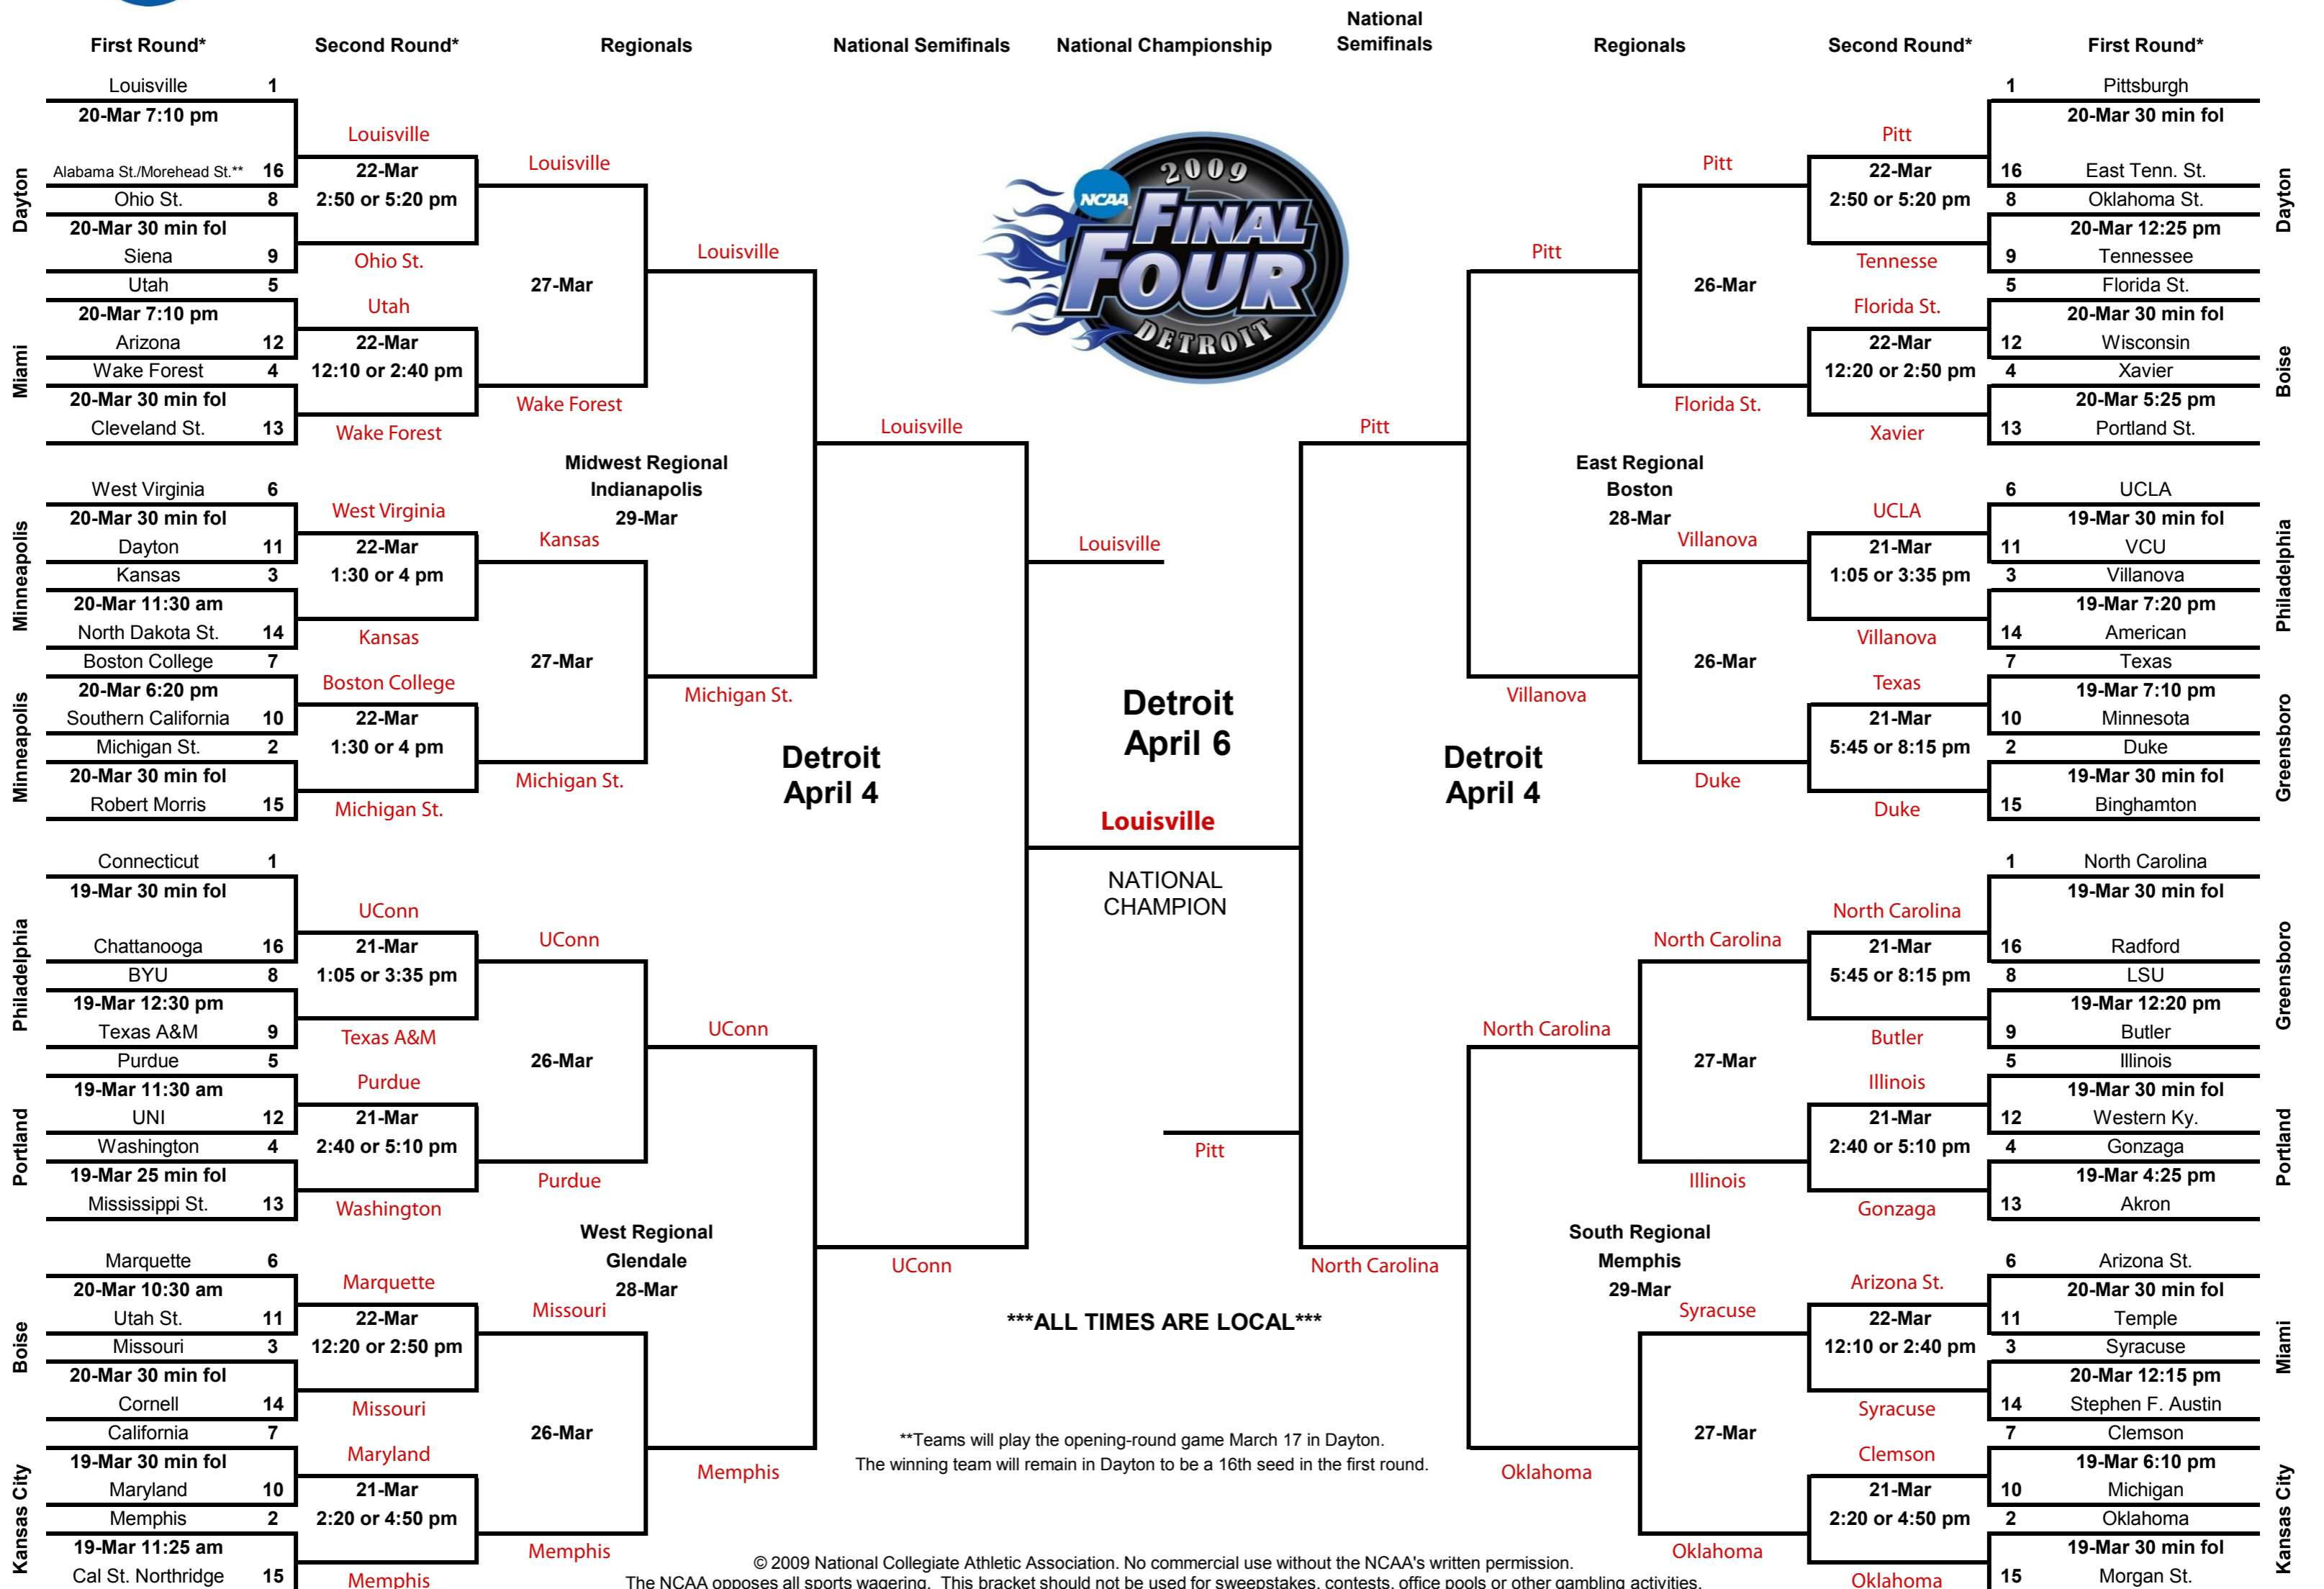 First Round*
Second Round*
Regionals
National Semifinals
National Championship
National
Semifinals
Regionals
Second Round*
First Round*
Dayton
Louisville 1
20-Mar 7:10 pm
Alabama St./Morehead St.** 16
Ohio St. 8
20-Mar 30 min fol
Siena 9
Miami
Utah 5
20-Mar 7:10 pm
Arizona 12
Wake Forest 4
20-Mar 30 min fol
Cleveland St. 13
Minneapolis
West Virginia 6
20-Mar 30 min fol
Dayton 11
Kansas 3
20-Mar 11:30 am
North Dakota St. 14
Minneapolis
Boston College 7
20-Mar 6:20 pm
Southern California 10
Michigan St. 2
20-Mar 30 min fol
Robert Morris 15
Philadelphia
Connecticut 1
19-Mar 30 min fol
Chattanooga 16
BYU 8
19-Mar 12:30 pm
Texas A&M 9
Portland
Purdue 5
19-Mar 11:30 am
UNI 12
Washington 4
19-Mar 25 min fol
Mississippi St. 13
Boise
Marquette 6
20-Mar 10:30 am
Utah St. 11
Missouri 3
20-Mar 30 min fol
Cornell 14
Kansas City
California 7
19-Mar 30 min fol
Maryland 10
Memphis 2
19-Mar 11:25 am
Cal St. Northridge 15
Louisville
22-Mar
2:50 or 5:20 pm
Ohio St.
Utah
22-Mar
12:10 or 2:40 pm
Wake Forest
West Virginia
22-Mar
1:30 or 4 pm
Kansas
Boston College
22-Mar
1:30 or 4 pm
Michigan St.
UConn
21-Mar
1:05 or 3:35 pm
Texas A&M
Purdue
21-Mar
2:40 or 5:10 pm
Washington
Marquette
22-Mar
12:20 or 2:50 pm
Missouri
Maryland
21-Mar
2:20 or 4:50 pm
Memphis
Louisville
27-Mar
Wake Forest
Midwest Regional
Indianapolis
29-Mar
Kansas
27-Mar
Michigan St.
UConn
26-Mar
Purdue
West Regional
Glendale
28-Mar
Missouri
26-Mar
Memphis
Louisville
Michigan St.
UConn
Memphis
Louisville
Detroit
April 4
UConn
2009
NCAA
FINAL
FOUR
DETROIT
Louisville
Detroit
April 6
Louisville
NATIONAL
CHAMPION
Pitt
***ALL TIMES ARE LOCAL***
**Teams will play the opening-round game March 17 in Dayton.
The winning team will remain in Dayton to be a 16th seed in the first round.
Pitt
Detroit
April 4
North Carolina
Pitt
Villanova
North Carolina
Oklahoma
Pitt
26-Mar
Florida St.
East Regional
Boston
28-Mar
Villanova
26-Mar
Duke
North Carolina
27-Mar
Illinois
South Regional
Memphis
29-Mar
Syracuse
27-Mar
Oklahoma
Pitt
22-Mar
2:50 or 5:20 pm
Tennesse
Florida St.
22-Mar
12:20 or 2:50 pm
Xavier
UCLA
21-Mar
1:05 or 3:35 pm
Villanova
Texas
21-Mar
5:45 or 8:15 pm
Duke
North Carolina
21-Mar
5:45 or 8:15 pm
Butler
Illinois
21-Mar
2:40 or 5:10 pm
Gonzaga
Arizona St.
22-Mar
12:10 or 2:40 pm
Syracuse
Clemson
21-Mar
2:20 or 4:50 pm
Oklahoma
1 Pittsburgh
20-Mar 30 min fol
16 East Tenn. St.
8 Oklahoma St.
20-Mar 12:25 pm
9 Tennessee
Dayton
5 Florida St.
20-Mar 30 min fol
12 Wisconsin
4 Xavier
20-Mar 5:25 pm
13 Portland St.
Boise
6 UCLA
19-Mar 30 min fol
11 VCU
3 Villanova
19-Mar 7:20 pm
14 American
Philadelphia
7 Texas
19-Mar 7:10 pm
10 Minnesota
2 Duke
19-Mar 30 min fol
15 Binghamton
Greensboro
1 North Carolina
19-Mar 30 min fol
16 Radford
8 LSU
19-Mar 12:20 pm
9 Butler
Greensboro
5 Illinois
19-Mar 30 min fol
12 Western Ky.
4 Gonzaga
19-Mar 4:25 pm
13 Akron
Portland
6 Arizona St.
20-Mar 30 min fol
11 Temple
3 Syracuse
20-Mar 12:15 pm
14 Stephen F. Austin
Miami
7 Clemson
19-Mar 6:10 pm
10 Michigan
2 Oklahoma
19-Mar 30 min fol
15 Morgan St.
Kansas City
© 2009 National Collegiate Athletic Association. No commercial use without the NCAA's written permission.
The NCAA opposes all sports wagering. This bracket should not be used for sweepstakes, contests, office pools or other gambling activities.